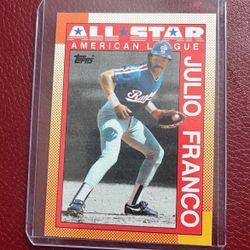 ALL★STAR
AMERICAN LEAGUE
Topps
JULIO FRANCO